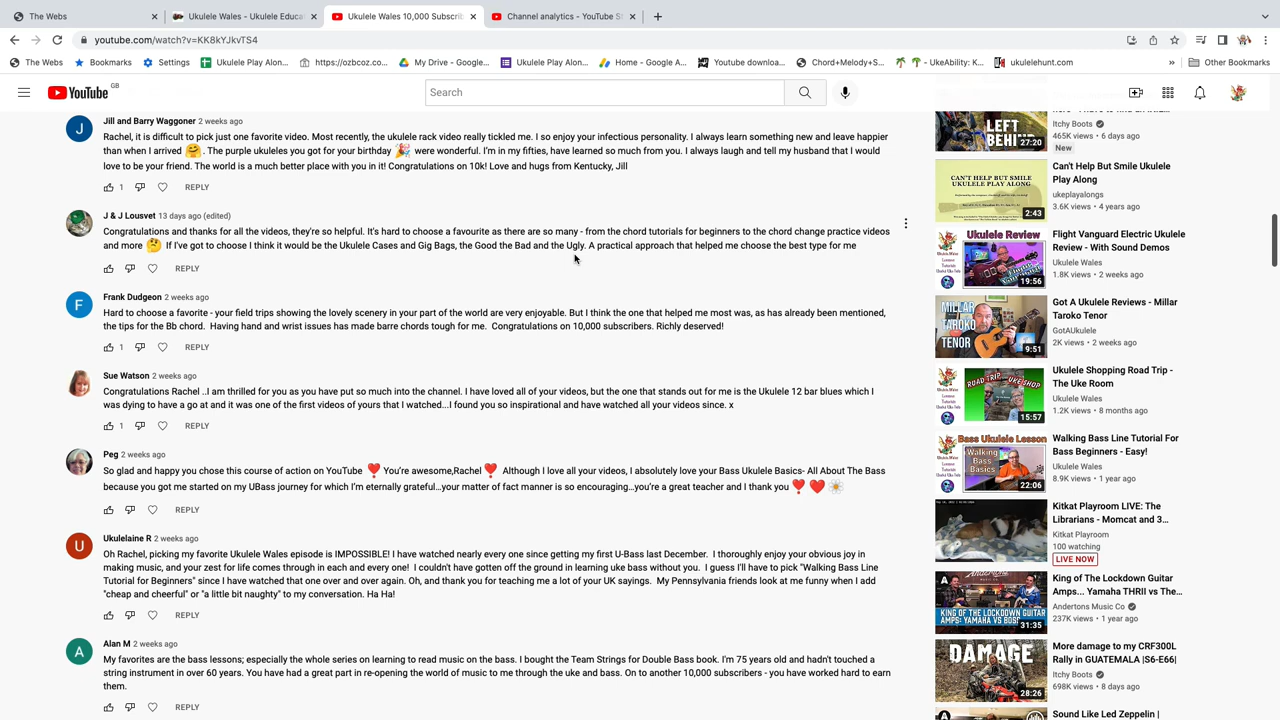 The Webs
Ukulele Wales - Ukulele Educa
Ukulele Wales 10,000 Subscrib
Channel analytics - YouTube St
youtube.com/watch?v=KK8kYJkvTS4
The Webs
Bookmarks
Settings
Ukulele Play Alon...
https://ozbcoz.co...
My Drive - Google...
Ukulele Play Alon...
Home - Google A...
Youtube downloa...
Chord+Melody+S...
UkeAbility: K...
ukulelehunt.com
»
Other Bookmarks
YouTube GB
Search
Jill and Barry Waggoner 2 weeks ago
Rachel, it is difficult to pick just one favorite video. Most recently, the ukulele rack video really tickled me. I so enjoy your infectious personality. I always learn something new and leave happier
than when I arrived 🤗. The purple ukuleles you got for your birthday 🎉 were wonderful. I'm in my fifties, have learned so much from you. I always laugh and tell my husband that I would
love to be your friend. The world is a much better place with you in it! Congratulations on 10k! Love and hugs from Kentucky, Jill
1 REPLY
J & J Lousvet 13 days ago (edited)
Congratulations and thanks for all the videos, they're so helpful. It's hard to choose a favourite as there are so many - from the chord tutorials for beginners to the chord change practice videos
and more 🤔 If I've got to choose I think it would be the Ukulele Cases and Gig Bags, the Good the Bad and the Ugly. A practical approach that helped me choose the best type for me
REPLY
F
Frank Dudgeon 2 weeks ago
Hard to choose a favorite - your field trips showing the lovely scenery in your part of the world are very enjoyable. But I think the one that helped me most was, as has already been mentioned,
the tips for the Bb chord. Having hand and wrist issues has made barre chords tough for me. Congratulations on 10,000 subscribers. Richly deserved!
1 REPLY
Sue Watson 2 weeks ago
Congratulations Rachel ..I am thrilled for you as you have put so much into the channel. I have loved all of your videos, but the one that stands out for me is the Ukulele 12 bar blues which I
was dying to have a go at and it was one of the first videos of yours that I watched...I found you so inspirational and have watched all your videos since. x
1 REPLY
Peg 2 weeks ago
So glad and happy you chose this course of action on YouTube ❣️ You're awesome,Rachel❣️ Although I love all your videos, I absolutely love your Bass Ukulele Basics- All About The Bass
because you got me started on my UBass journey for which I'm eternally grateful...your matter of fact manner is so encouraging...you're a great teacher and I thank you❣️❤️🌼
REPLY
U
Ukulelaine R 2 weeks ago
Oh Rachel, picking my favorite Ukulele Wales episode is IMPOSSIBLE! I have watched nearly every one since getting my first U-Bass last December. I thoroughly enjoy your obvious joy in
making music, and your zest for life comes through in each and every one! I couldn't have gotten off the ground in learning uke bass without you. I guess I'll have to pick "Walking Bass Line
Tutorial for Beginners" since I have watched that one over and over again. Oh, and thank you for teaching me a lot of your UK sayings. My Pennsylvania friends look at me funny when I add
"cheap and cheerful" or "a little bit naughty" to my conversation. Ha Ha!
REPLY
A
Alan M 2 weeks ago
My favorites are the bass lessons; especially the whole series on learning to read music on the bass. I bought the Team Strings for Double Bass book. I'm 75 years old and hadn't touched a
string instrument in over 60 years. You have had a great part in re-opening the world of music to me through the uke and bass. On to another 10,000 subscribers - you have worked hard to earn
them.
REPLY
LEFT
BEHIN
27:20
Itchy Boots
465K views • 6 days ago
New
CAN'T HELP BUT SMILE
UKULELE PLAY ALONG
2:43
Can't Help But Smile Ukulele
Play Along
ukeplayalongs
3.6K views • 4 years ago
Ukulele Review
19:56
Flight Vanguard Electric Ukulele
Review - With Sound Demos
Ukulele Wales
1.8K views • 2 weeks ago
MILLAR
TAROKO
TENOR
9:51
Got A Ukulele Reviews - Millar
Taroko Tenor
GotAUkulele
2K views • 2 weeks ago
ROAD TRIP - UKE SHOP
15:57
Ukulele Shopping Road Trip -
The Uke Room
Ukulele Wales
1.2K views • 8 months ago
Bass Ukulele Lesson
Walking
Bass
Basics
22:06
Walking Bass Line Tutorial For
Bass Beginners - Easy!
Ukulele Wales
8.9K views • 1 year ago
Kitkat Playroom LIVE: The
Librarians - Momcat and 3...
Kitkat Playroom
100 watching
LIVE NOW
KING OF THE LOCKDOWN GUITAR
AMPS: YAMAHA VS BOSS
31:35
King of The Lockdown Guitar
Amps... Yamaha THRII vs The...
Andertons Music Co
237K views • 1 year ago
DAMAGE
28:26
More damage to my CRF300L
Rally in GUATEMALA |S6-E66|
Itchy Boots
698K views • 8 days ago
Sound Like Led Zeppelin |